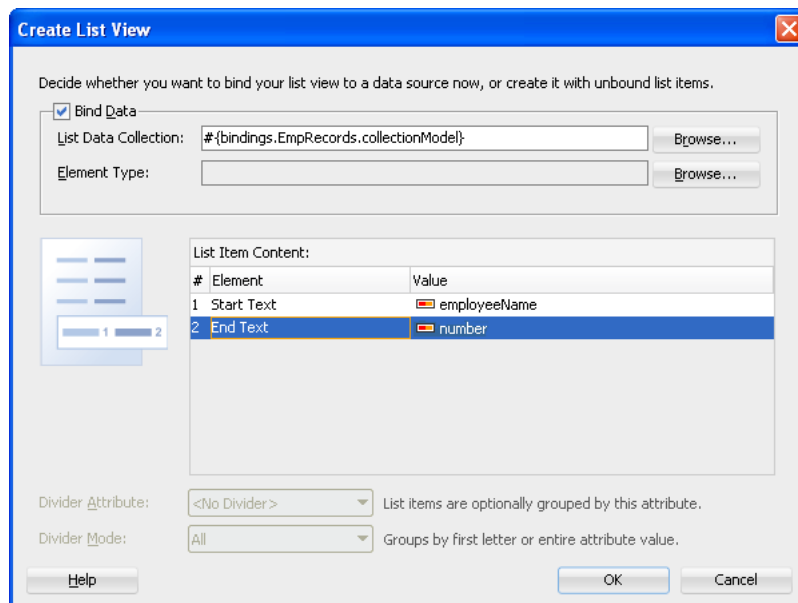 Create List View
Decide whether you want to bind your list view to a data source now, or create it with unbound list items.
Bind Data
List Data Collection: #{bindings.EmpRecords.collectionModel} Browse...
Element Type: Browse...
List Item Content:
# Element Value
1 Start Text employeeName
2 End Text number
1 2
Divider Attribute: <No Divider> List items are optionally grouped by this attribute.
Divider Mode: All Groups by first letter or entire attribute value.
Help OK Cancel